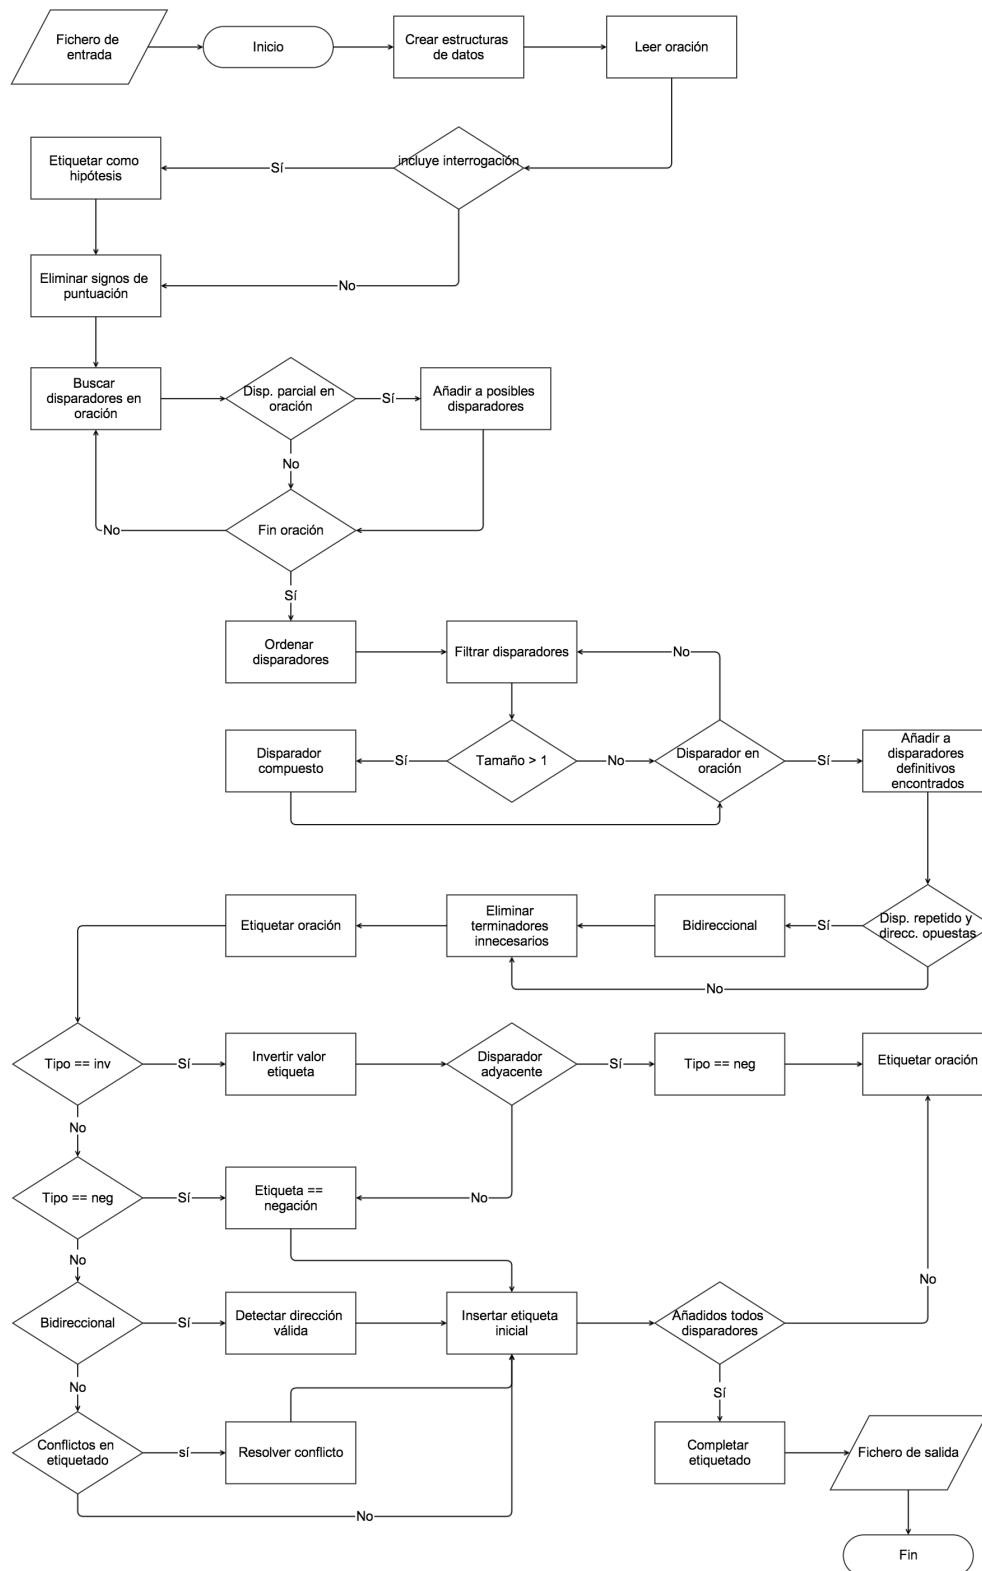 Fichero de
entrada
Inicio
Crear estructuras
de datos
Leer oración
incluye interrogación
Sí
Etiquetar como
hipótesis
No
Eliminar signos de
puntuación
Buscar
disparadores en
oración
Disp. parcial en
oración
Sí
Añadir a posibles
disparadores
No
Fin oración
No
Sí
Ordenar
disparadores
Filtrar disparadores
No
Disparador
compuesto
Sí
Tamaño > 1
No
Disparador en
oración
Sí
Añadir a
disparadores
definitivos
encontrados
Etiquetar oración
Eliminar
terminadores
innecesarios
Bidireccional
Sí
Disp. repetido y
direcc. opuestas
No
Tipo == inv
Sí
Invertir valor
etiqueta
Disparador
adyacente
Sí
Tipo == neg
Etiquetar oración
No
Tipo == neg
Sí
Etiqueta ==
negación
No
No
Bidireccional
Sí
Detectar dirección
válida
Insertar etiqueta
inicial
Añadidos todos
disparadores
No
No
Sí
Conflictos en
etiquetado
sí
Resolver conflicto
Completar
etiquetado
Fichero de salida
No
Fin